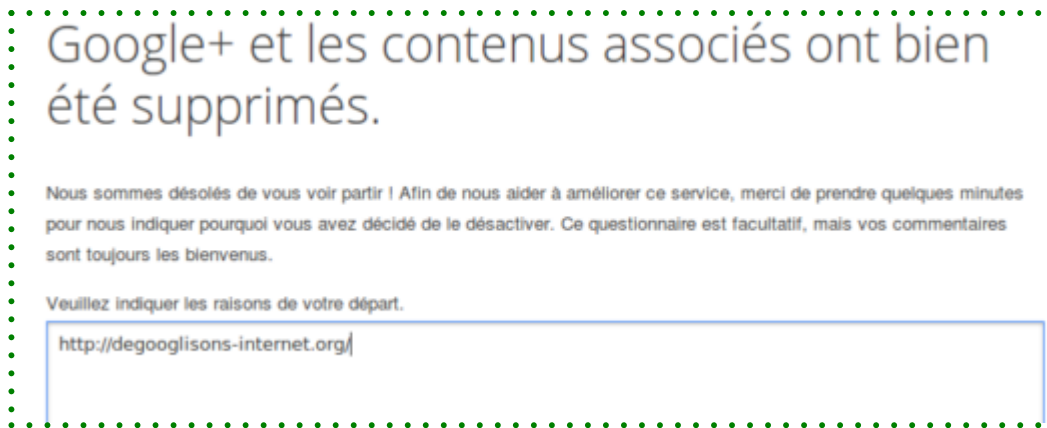 Google+ et les contenus associés ont bien
été supprimés.
Nous sommes désolés de vous voir partir ! Afin de nous aider à améliorer ce service, merci de prendre quelques minutes
pour nous indiquer pourquoi vous avez décidé de le désactiver. Ce questionnaire est facultatif, mais vos commentaires
sont toujours les bienvenus.
Veuillez indiquer les raisons de votre départ.
http://degooglisons-internet.org/